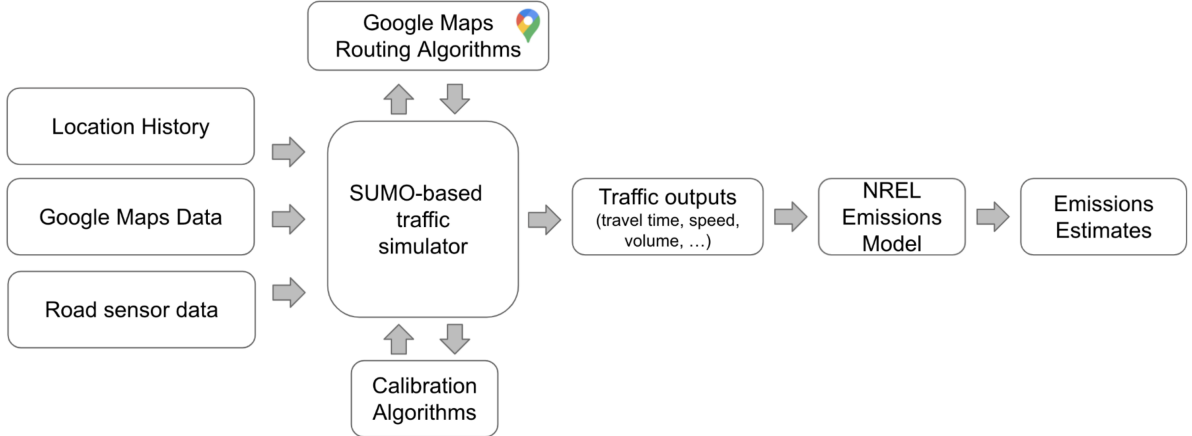 Google Maps
Routing Algorithms
Location History
Google Maps Data
Road sensor data
SUMO-based
traffic
simulator
Calibration
Algorithms
Traffic outputs
(travel time, speed,
volume, …)
NREL
Emissions
Model
Emissions
Estimates